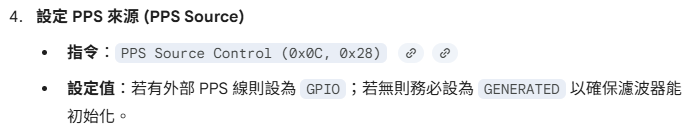 4. 設定 PPS 來源 (PPS Source)
• 指令：PPS Source Control (0x0C, 0x28)
• 設定值：若有外部 PPS 線則設為 GPIO；若無則務必設為 GENERATED 以確保濾波器能
初始化。